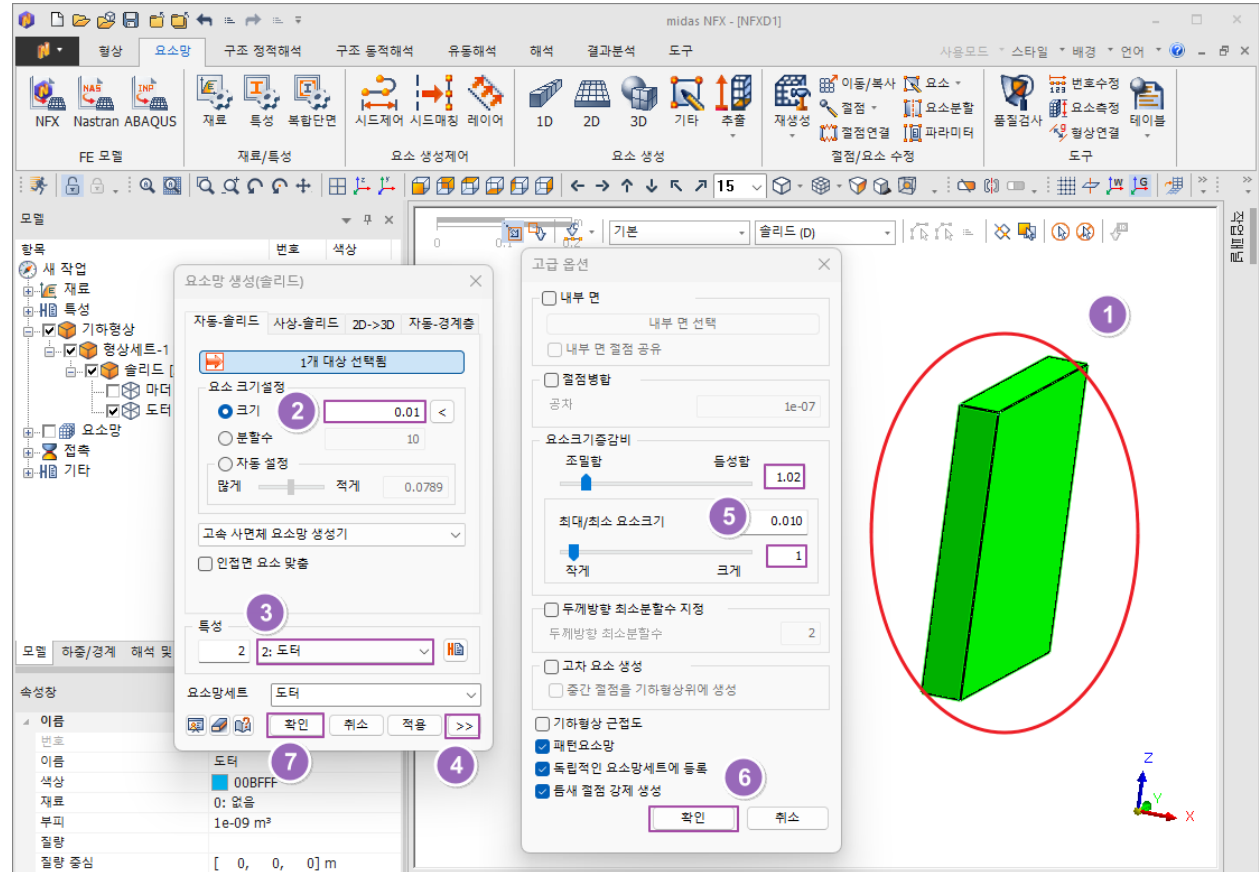 midas NFX - [NFXD1]
형상 요소망 구조 정적해석 구조 동적해석 유동해석 해석 결과분석 도구 사용모드 스타일 배경 언어
NFX Nastran ABAQUS 재료 특성 복합단면 시드제어 시드매칭 레이어 1D 2D 3D 기타 추출 재생성 이동/복사 요소 품질검사 번호수정 테이블
NAS INP
절점 요소분할 요소측정
절점연결 파라미터 형상연결
FE 모델 재료/특성 요소 생성제어 요소 생성 절점/요소 수정 도구
15
모델
항목 번호 색상
새 작업
재료
특성
기하형상
형상세트-1
솔리드 [
마더
도터
요소망
접촉
기타
모델 하중/경계 해석 및
속성창
이름
번호
이름 도터
색상 00BFFF
재료 0: 없음
부피 1e-09 m³
질량
질량 중심 [ 0, 0, 0] m
요소망 생성(솔리드)
자동-솔리드 사상-솔리드 2D->3D 자동-경계층
1개 대상 선택됨
요소 크기설정
크기 2 0.01 <
분할수 10
자동 설정
많게 적게 0.0789
고속 사면체 요소망 생성기
인접면 요소 맞춤
3
특성
2 2: 도터
요소망세트 도터
확인 취소 적용 >>
7 4
0 0.1 0.2 m
기본 솔리드 (D)
고급 옵션
내부 면
내부 면 선택
내부 면 절점 공유
절점병합
공차 1e-07
요소크기증감비
조밀함 듬성함
1.02
최대/최소 요소크기 5 0.010
1
작게 크게
두께방향 최소분할수 지정
두께방향 최소분할수 2
고차 요소 생성
중간 절점을 기하형상위에 생성
기하형상 근접도
패턴요소망
독립적인 요소망세트에 등록
틈새 절점 강제 생성
6
확인 취소
1
Z
Y
X
작업패널